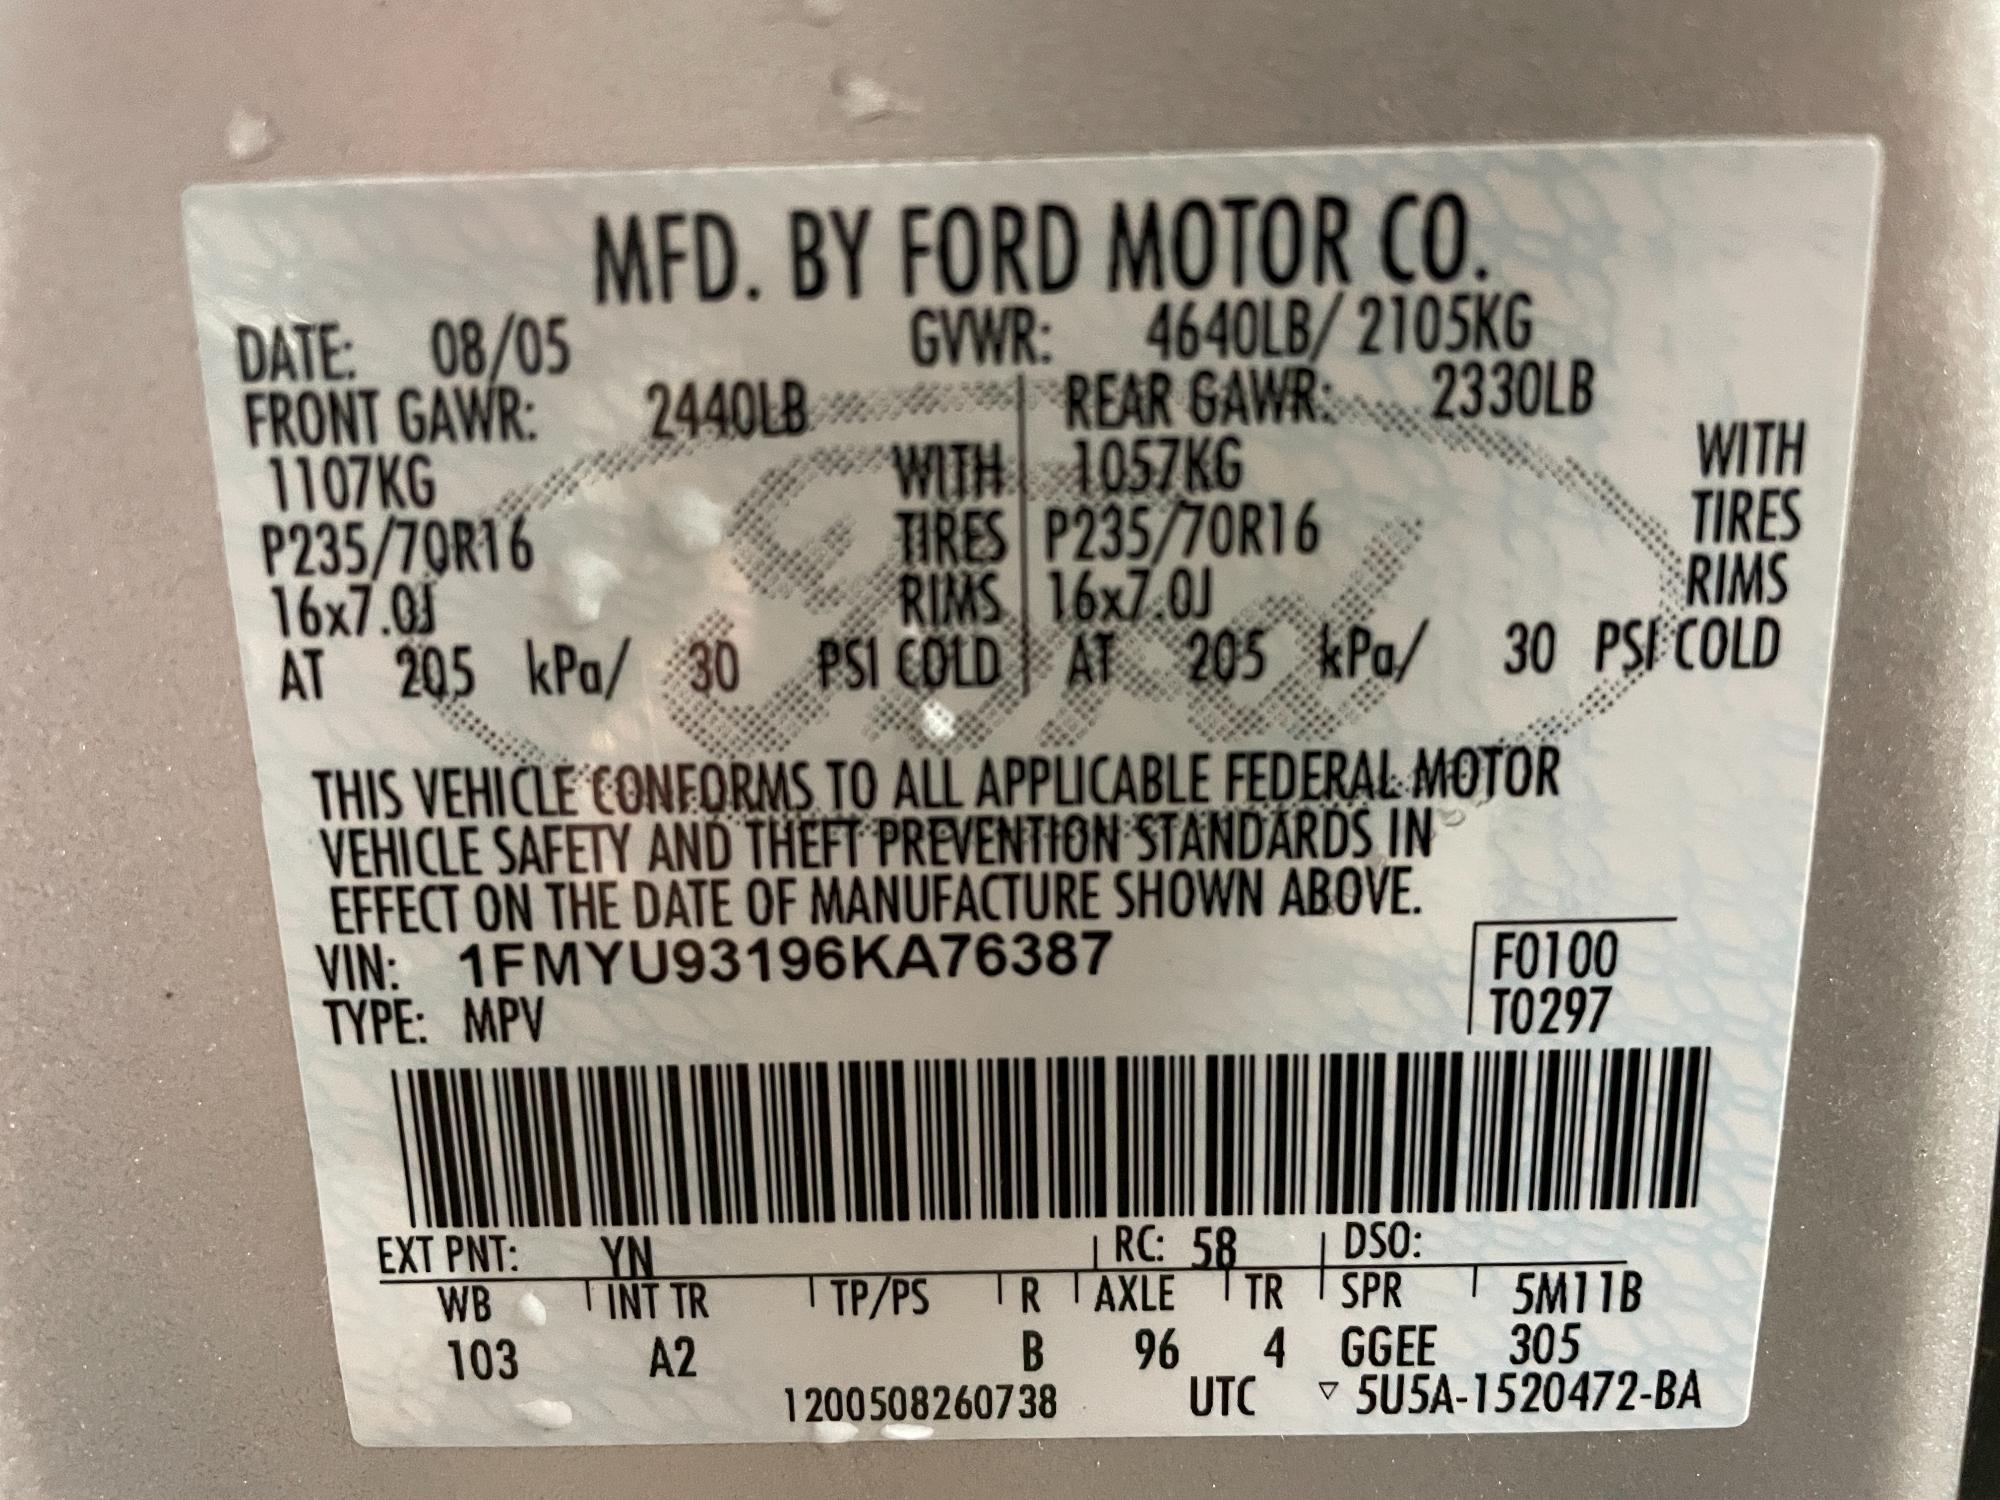 MFD. BY FORD MOTOR CO.
DATE: 08/05 GVWR: 4640LB/ 2105KG
FRONT GAWR: 2440LB REAR GAWR: 2330LB
1107KG WITH 1057KG WITH
P235/70R16 TIRES P235/70R16 TIRES
16x7.0J RIMS 16x7.0J RIMS
AT 205 kPa/ 30 PSI COLD AT 205 kPa/ 30 PSI COLD
THIS VEHICLE CONFORMS TO ALL APPLICABLE FEDERAL MOTOR
VEHICLE SAFETY AND THEFT PREVENTION STANDARDS IN
EFFECT ON THE DATE OF MANUFACTURE SHOWN ABOVE.
VIN: 1FMYU93196KA76387 F0100
TYPE: MPV T0297
EXT PNT: YN RC: 58 DSO:
WB INT TR TP/PS R AXLE TR SPR 5M11B
103 A2 B 96 4 GGEE 305
1200508260738 UTC ▽ 5U5A-1520472-BA